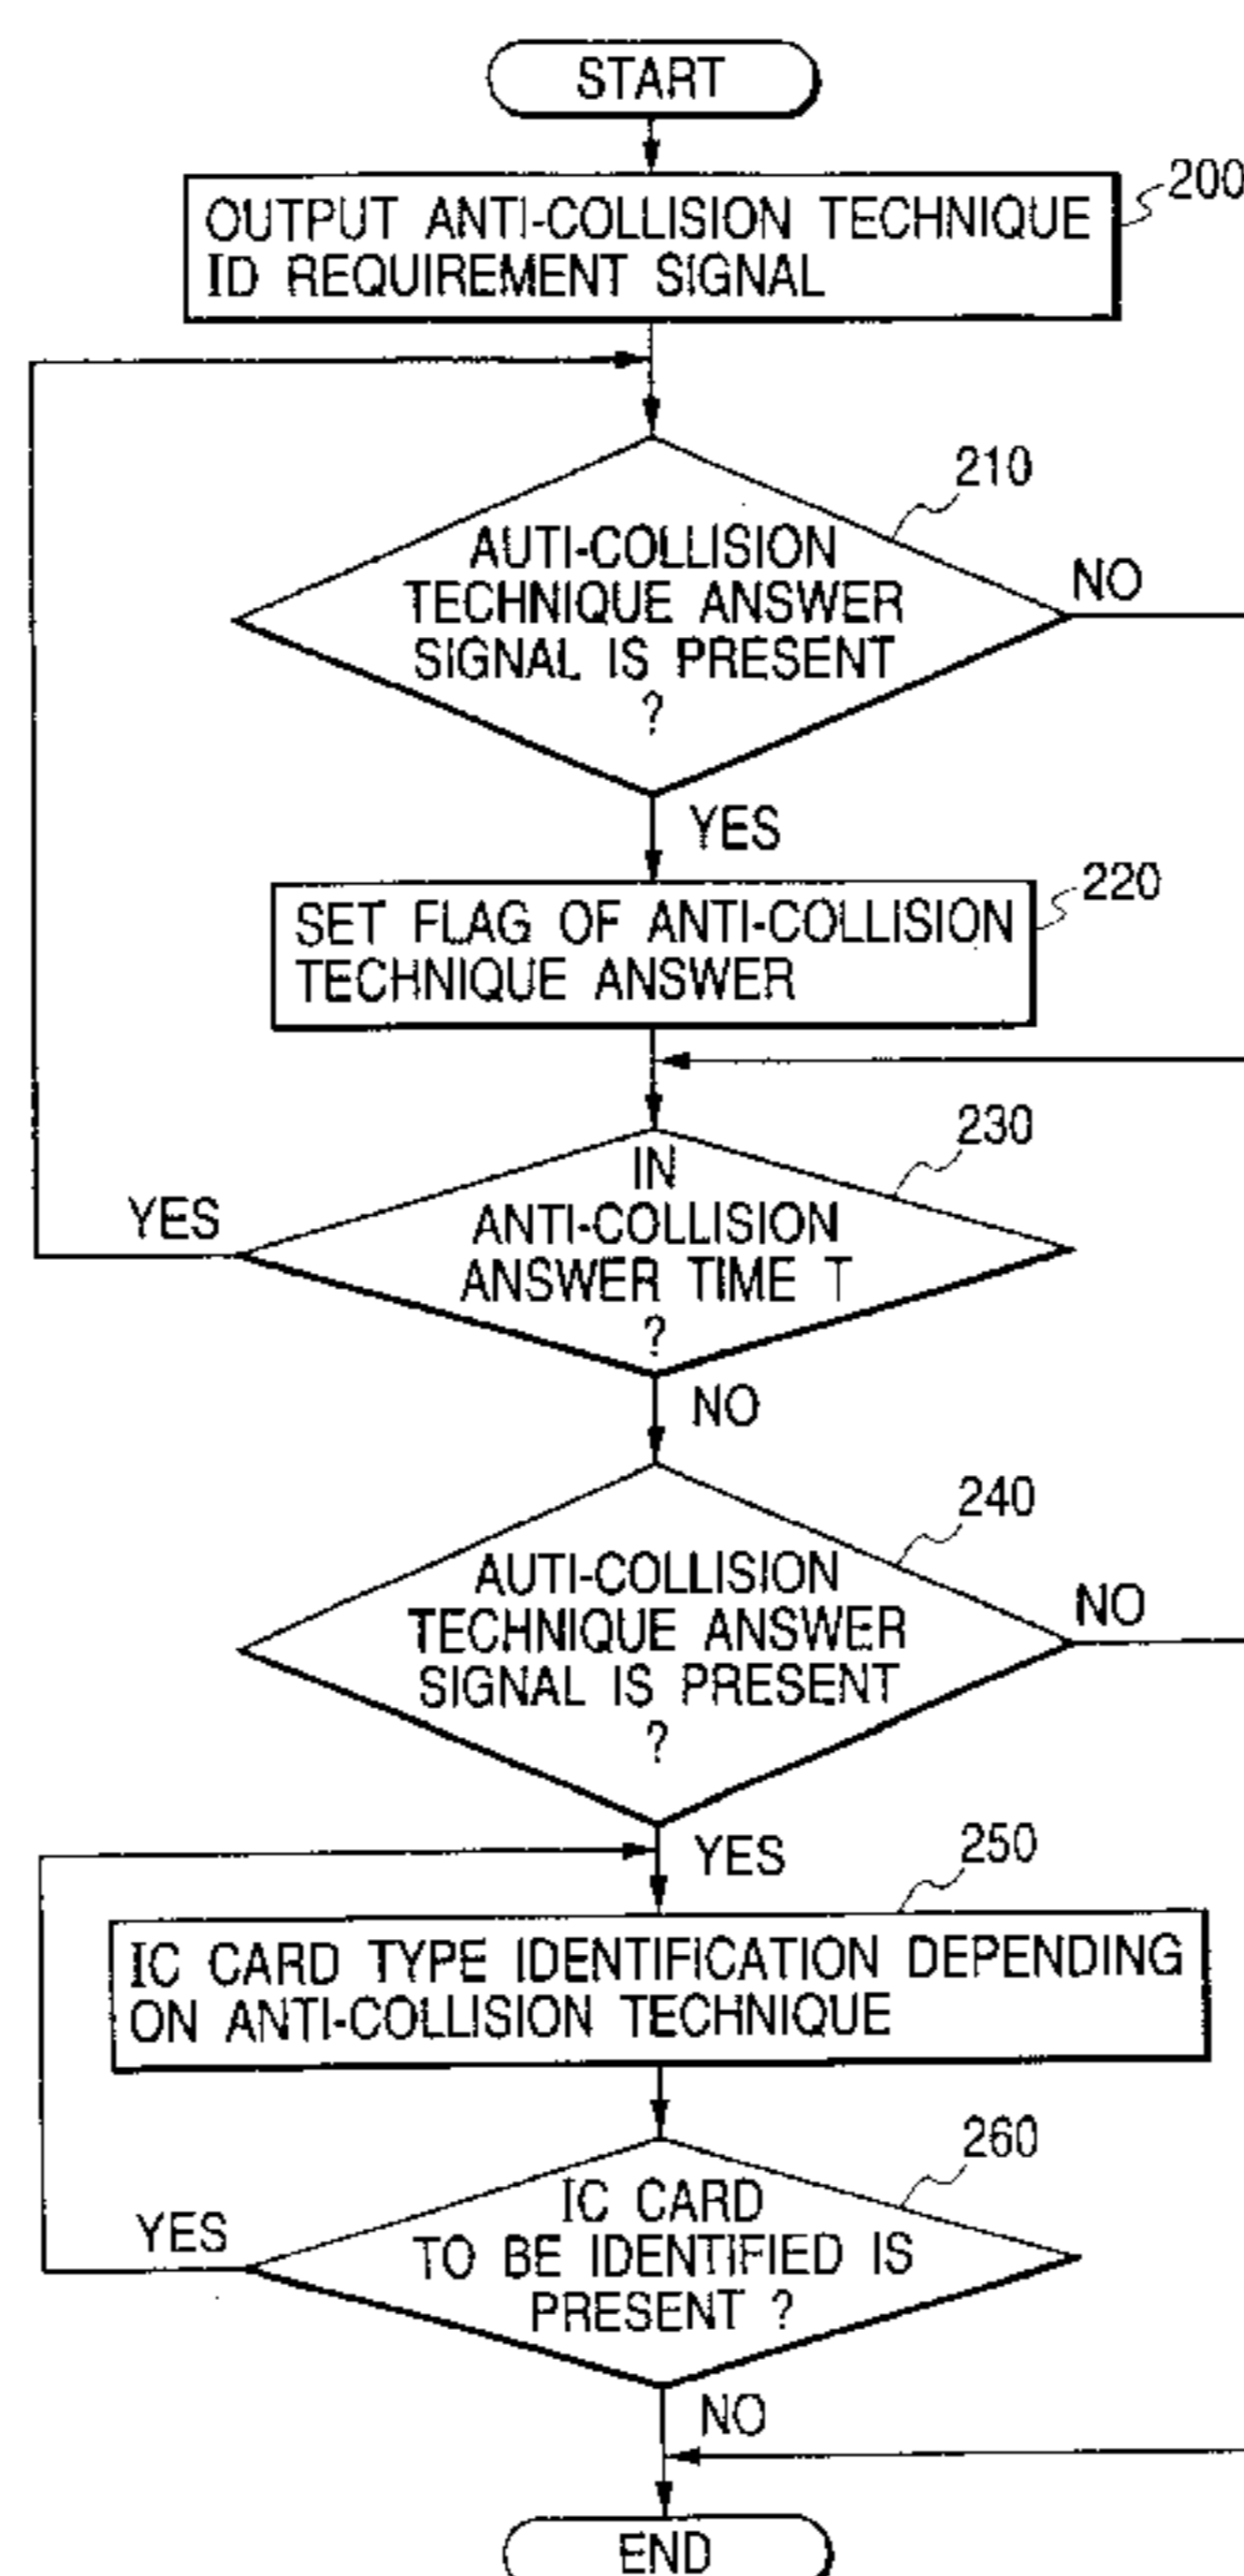 START
200
OUTPUT ANTI-COLLISION TECHNIQUE
ID REQUIREMENT SIGNAL
210
AUTI-COLLISION
TECHNIQUE ANSWER
SIGNAL IS PRESENT
?
NO
YES
220
SET FLAG OF ANTI-COLLISION
TECHNIQUE ANSWER
230
IN
ANTI-COLLISION
ANSWER TIME T
?
YES
NO
240
AUTI-COLLISION
TECHNIQUE ANSWER
SIGNAL IS PRESENT
?
NO
YES
250
IC CARD TYPE IDENTIFICATION DEPENDING
ON ANTI-COLLISION TECHNIQUE
260
IC CARD
TO BE IDENTIFIED IS
PRESENT ?
YES
NO
END